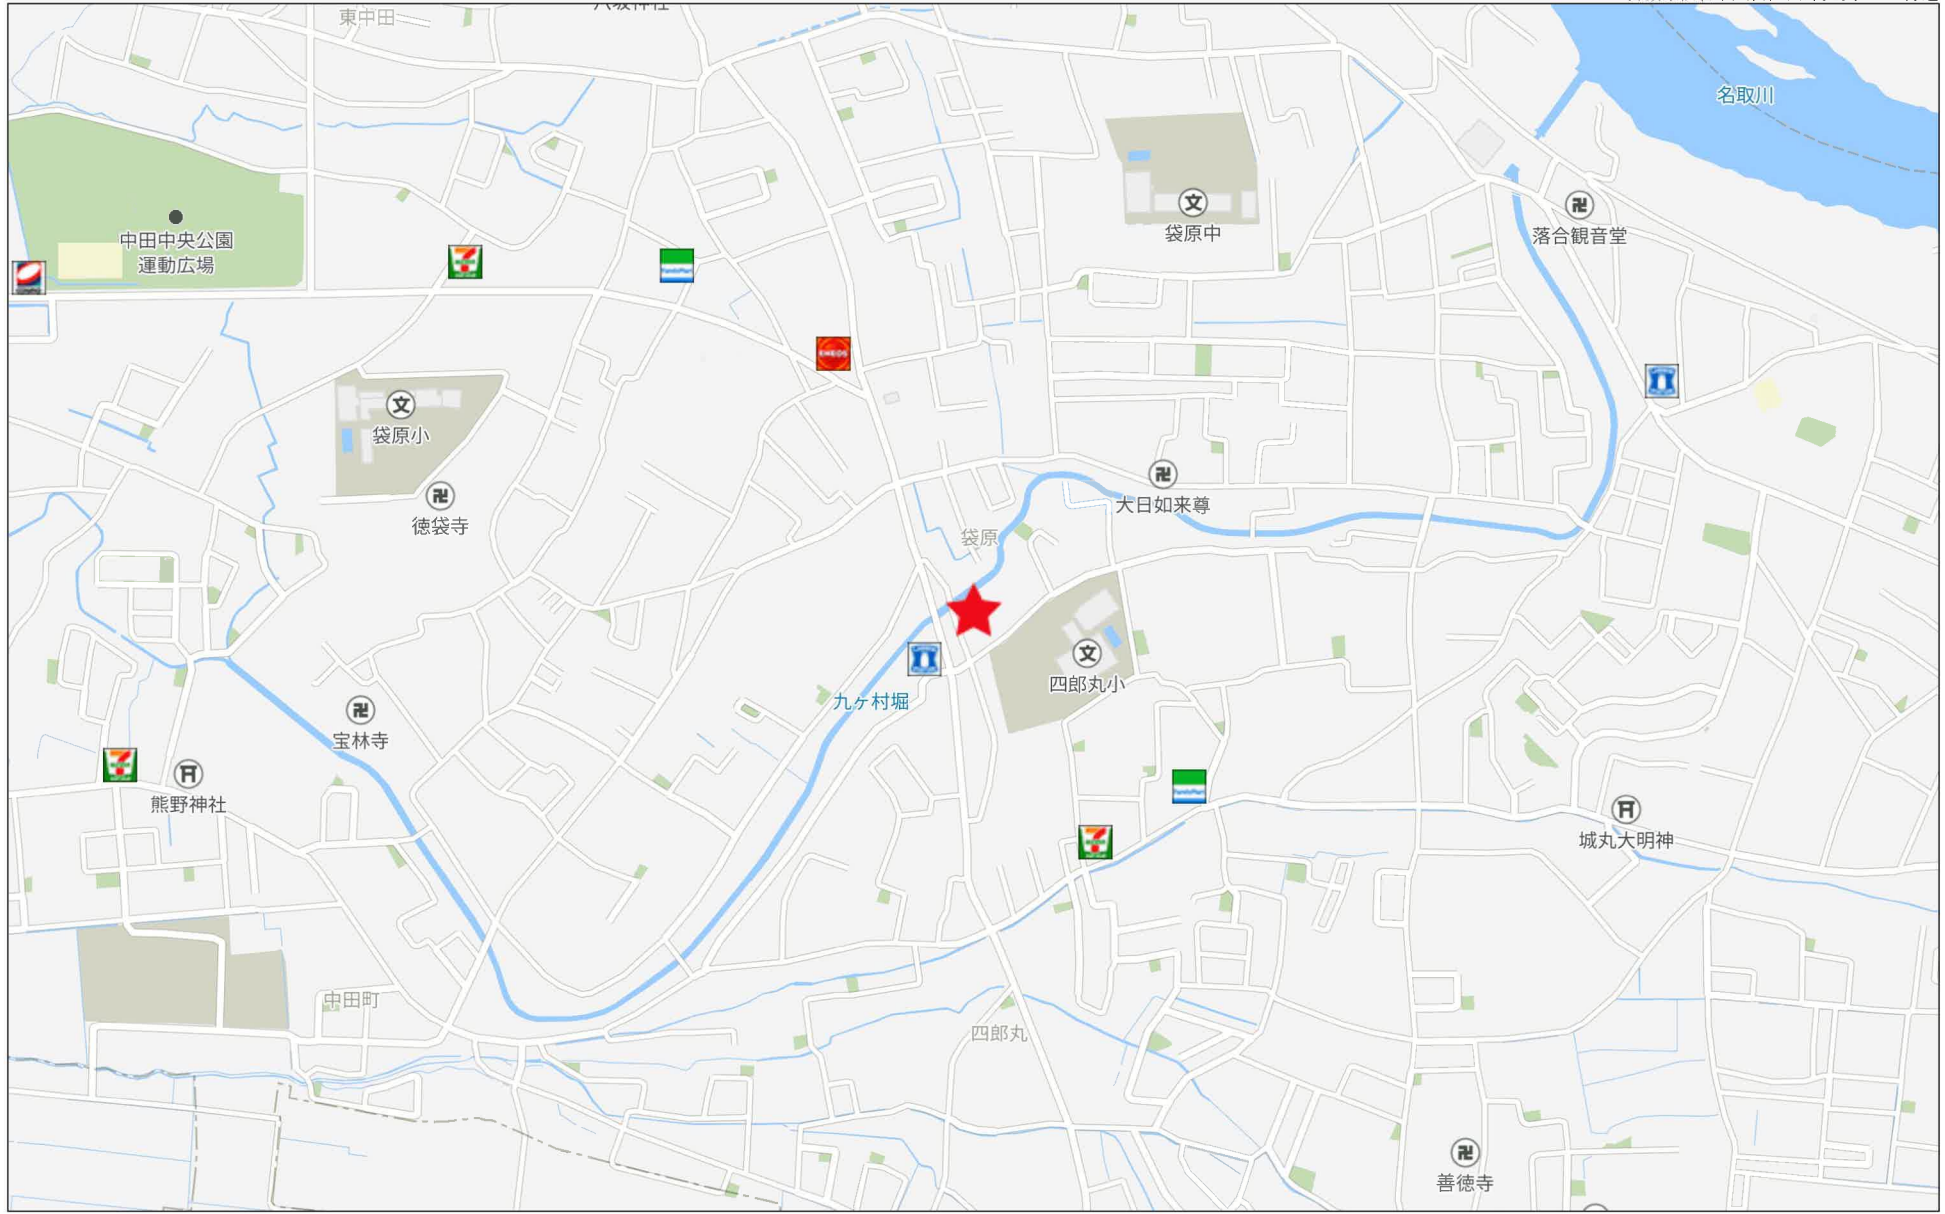 東中田
名取川
袋原中
落合観音堂
中田中央公園
運動広場
ENEOS
袋原小
徳袋寺
大日如来尊
袋原
四郎丸小
九ヶ村堀
宝林寺
熊野神社
城丸大明神
中田町
四郎丸
善徳寺
FamilyMart
FamilyMart